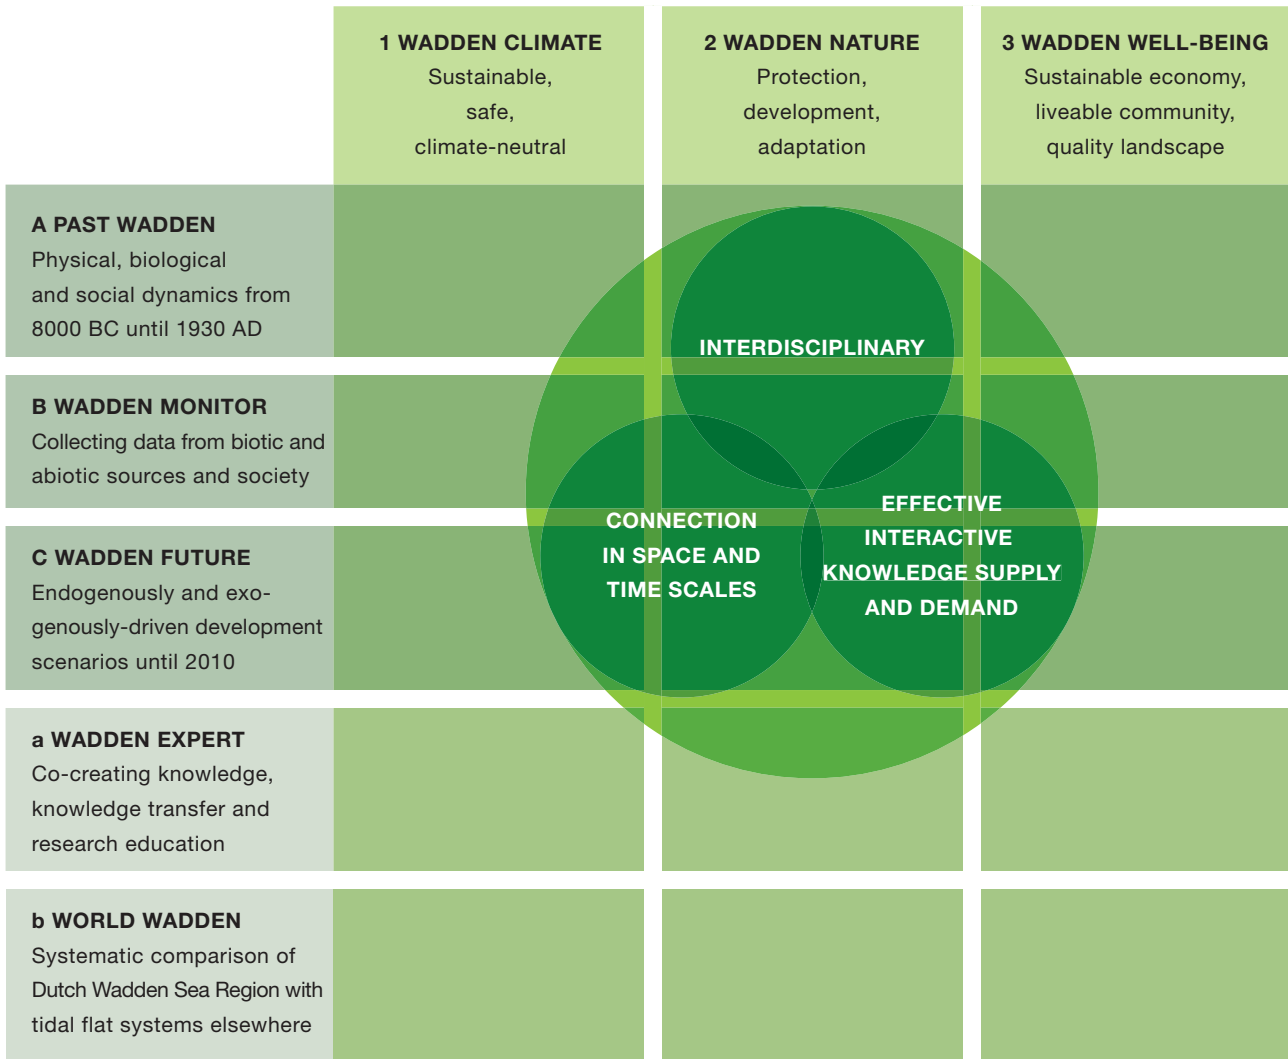 1 WADDEN CLIMATE
Sustainable,
safe,
climate-neutral
2 WADDEN NATURE
Protection,
development,
adaptation
3 WADDEN WELL-BEING
Sustainable economy,
liveable community,
quality landscape
A PAST WADDEN
Physical, biological
and social dynamics from
8000 BC until 1930 AD
B WADDEN MONITOR
Collecting data from biotic and
abiotic sources and society
C WADDEN FUTURE
Endogenously and exo-
genously-driven development
scenarios until 2010
a WADDEN EXPERT
Co-creating knowledge,
knowledge transfer and
research education
b WORLD WADDEN
Systematic comparison of
Dutch Wadden Sea Region with
tidal flat systems elsewhere
INTERDISCIPLINARY
CONNECTION
IN SPACE AND
TIME SCALES
EFFECTIVE
INTERACTIVE
KNOWLEDGE SUPPLY
AND DEMAND